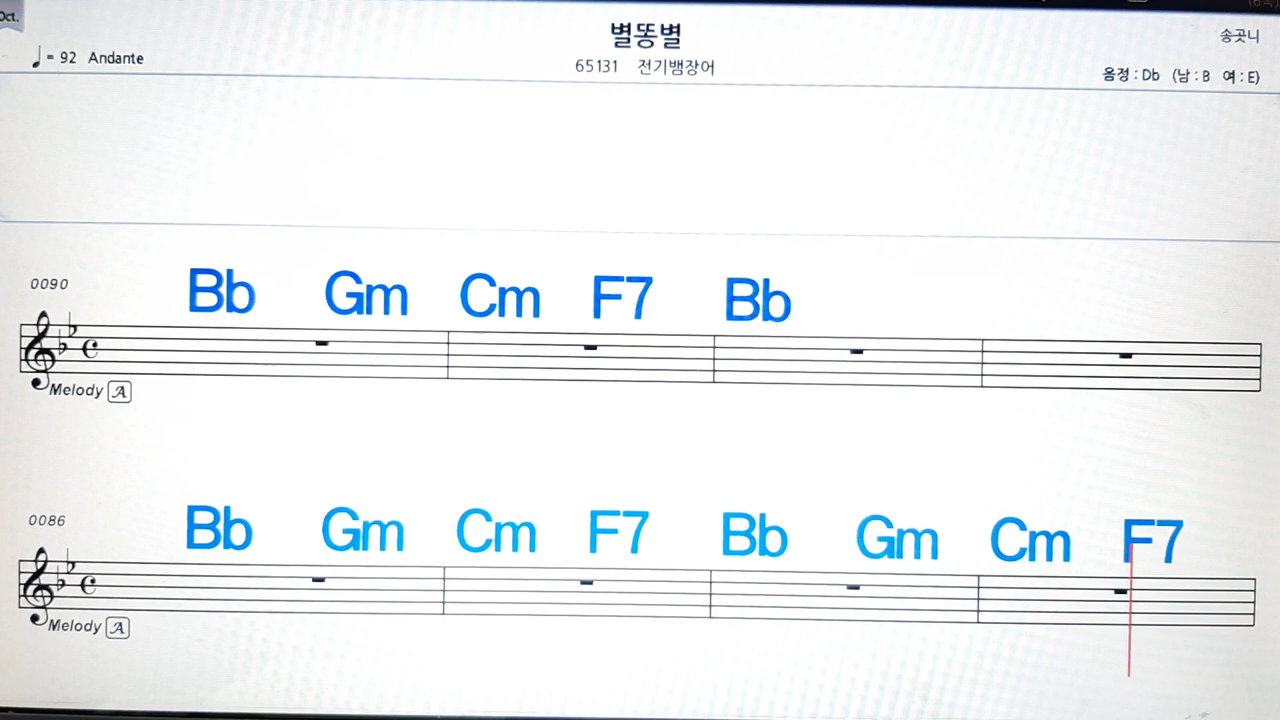 Oct.
별똥별
송곳니
♩= 92 Andante
65131 전기뱀장어
음정 : Db (남 : B 여 : E)
0090
Bb Gm Cm F7 Bb
Melody A
0086
Bb Gm Cm F7 Bb Gm Cm F7
Melody A